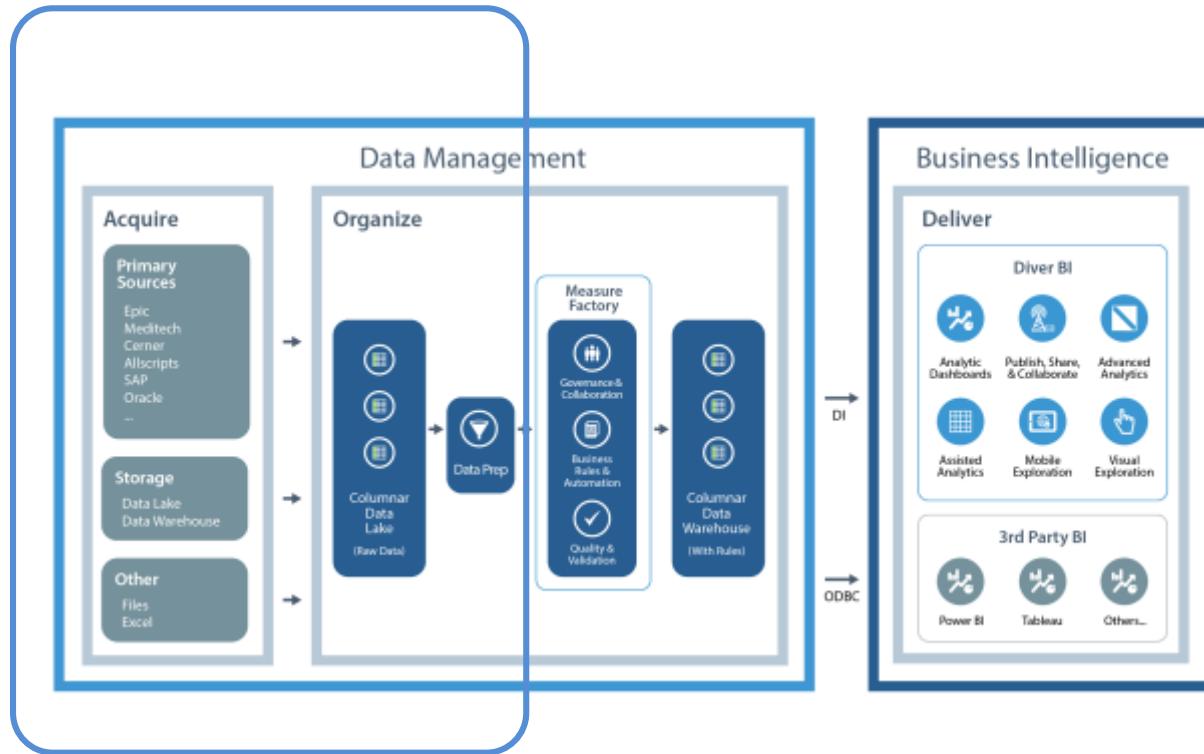 Data Management
Acquire
Primary
Sources
Epic
Meditech
Cerner
Allscripts
SAP
Oracle
...
Storage
Data Lake
Data Warehouse
Other
Files
Excel
Organize
Columnar
Data
Lake
(Raw Data)
Data Prep
Measure
Factory
Governance &
Collaboration
Business
Rules &
Automation
Quality &
Validation
Columnar
Data
Warehouse
(With Rules)
DI
ODBC
Business Intelligence
Deliver
Diver BI
Analytic
Dashboards
Publish, Share,
& Collaborate
Advanced
Analytics
Assisted
Analytics
Mobile
Exploration
Visual
Exploration
3rd Party BI
Power BI
Tableau
Others...